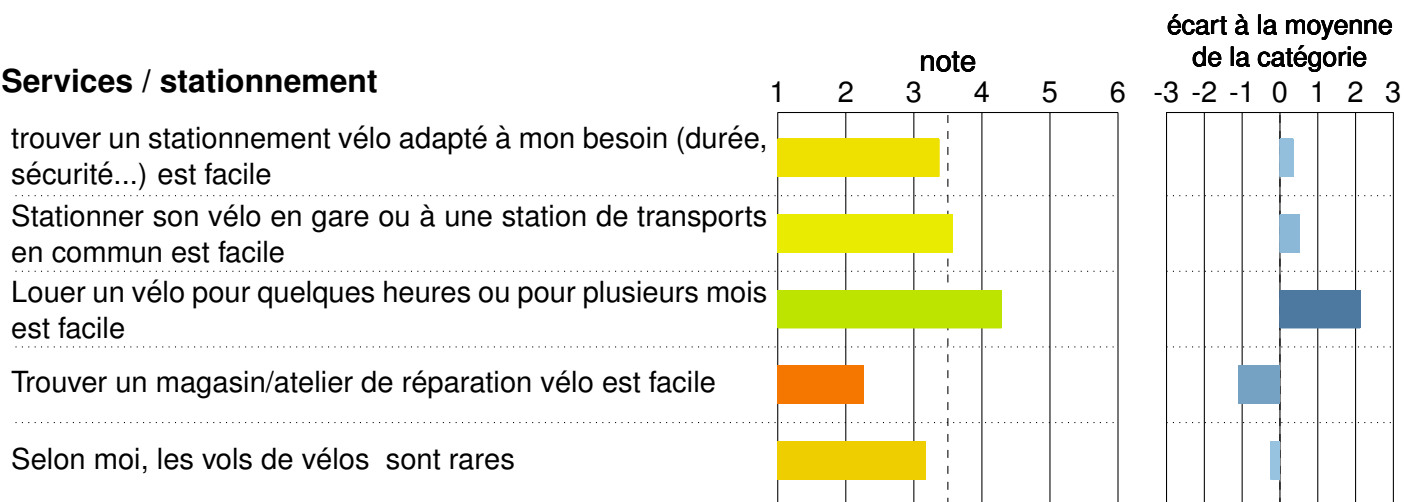 écart à la moyenne
note de la catégorie
Services / stationnement
1 2 3 4 5 6 -3 -2 -1 0 1 2 3
trouver un stationnement vélo adapté à mon besoin (durée,
sécurité...) est facile
Stationner son vélo en gare ou à une station de transports
en commun est facile
Louer un vélo pour quelques heures ou pour plusieurs mois
est facile
Trouver un magasin/atelier de réparation vélo est facile
Selon moi, les vols de vélos sont rares